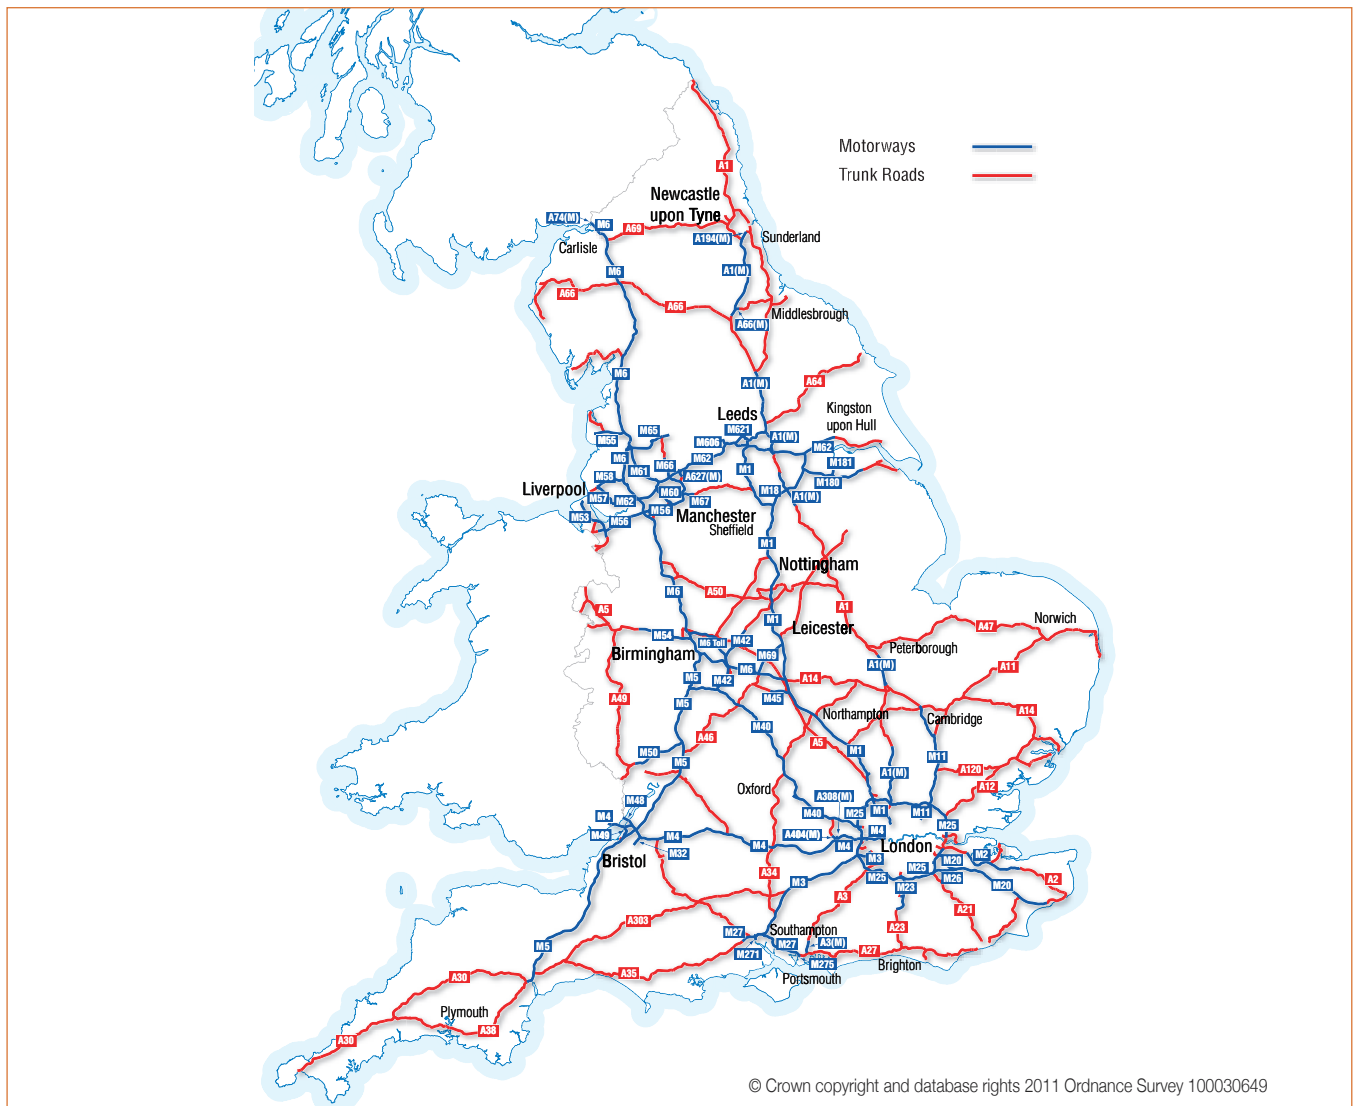 Motorways
Trunk Roads
A1
Newcastle
upon Tyne
A74(M)
M6
A69
A194(M)
Sunderland
Carlisle
M6
A1(M)
A66
A66
Middlesbrough
A66(M)
M6
A1(M)
A64
Leeds
Kingston
upon Hull
M621
M65
M55
M606
A1(M)
M62
M6
M62
M66
M1
M181
M58
M61
A627(M)
M180
Liverpool
M57
M62
M60
M67
M18
A1(M)
M53
M56
M56
Manchester
Sheffield
M1
Nottingham
M6
A50
A5
A1
M1
Leicester
A47
Norwich
M54
M6 Toll
M42
Birmingham
M69
Peterborough
A1(M)
A11
M6
M5
M42
A14
A49
M5
M45
Northampton
Cambridge
A14
M40
A46
A5
M50
M1
M11
M5
A1(M)
A120
Oxford
A12
A308(M)
M48
M4
M40
M25
M1
M11
M25
M49
M4
A404(M)
M4
M4
M4
London
Bristol
M32
M3
M25
M20
M2
A34
M25
M26
M20
A2
M3
M23
A3
A21
A303
A23
Southampton
M27
M27
A3(M)
M5
M271
A27
Brighton
M275
A30
A35
Portsmouth
Plymouth
A38
A30
© Crown copyright and database rights 2011 Ordnance Survey 100030649